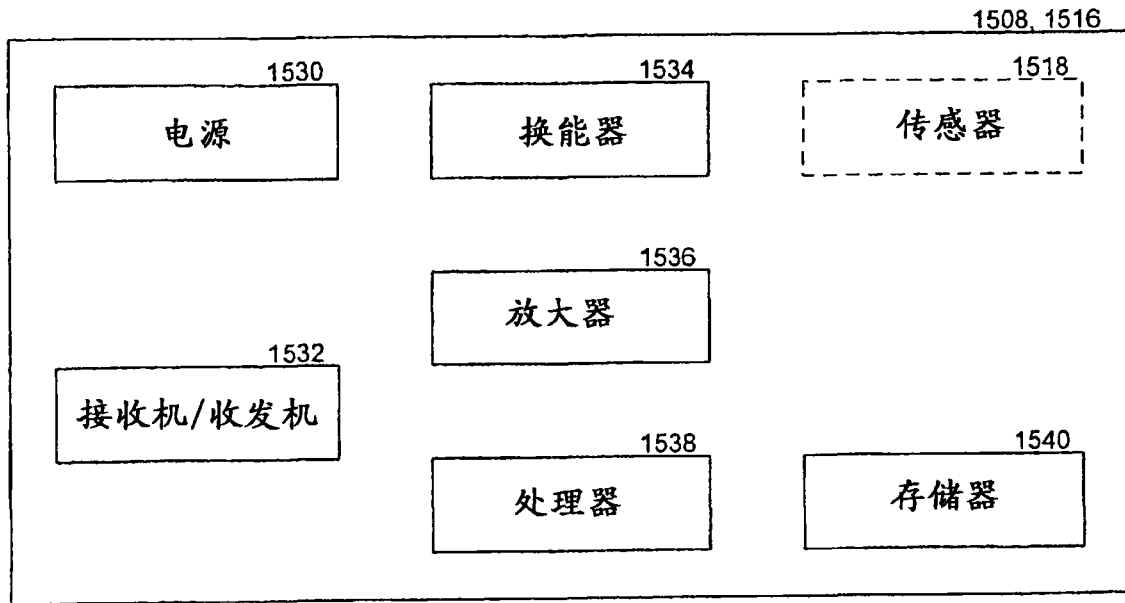 1508, 1516
1530
电源
1534
换能器
1518
传感器
1536
放大器
1532
接收机/收发机
1538
处理器
1540
存储器